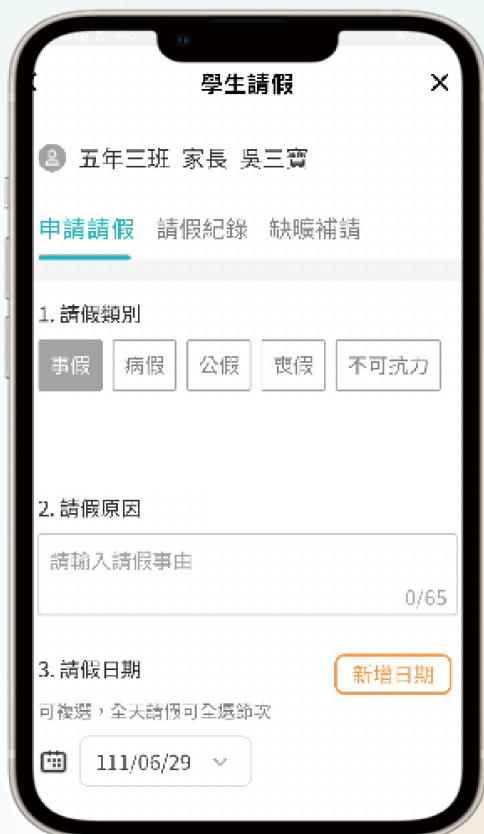 學生請假
五年三班 家長 吳三寶
申請請假 請假紀錄 缺曠補請
1. 請假類別
事假 病假 公假 喪假 不可抗力
2. 請假原因
請輸入請假事由
0/65
3. 請假日期 新增日期
可複選，全天請假可全選節次
111/06/29